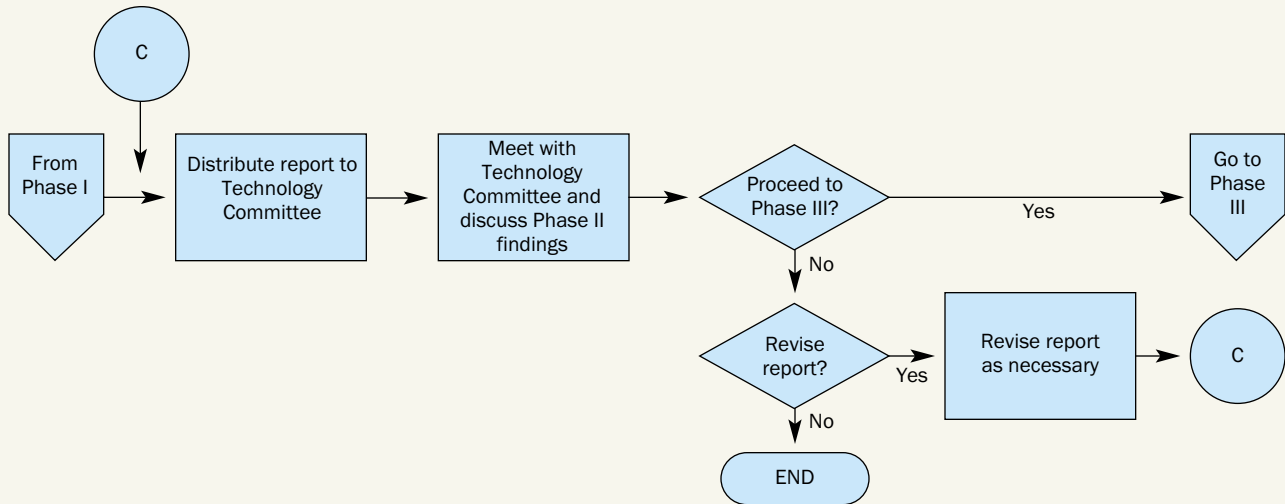 C
From
Phase I
Distribute report to
Technology
Committee
Meet with
Technology
Committee and
discuss Phase II
findings
Proceed to
Phase III?
Yes
Go to
Phase
III
No
Revise
report?
Yes
Revise report
as necessary
C
No
END